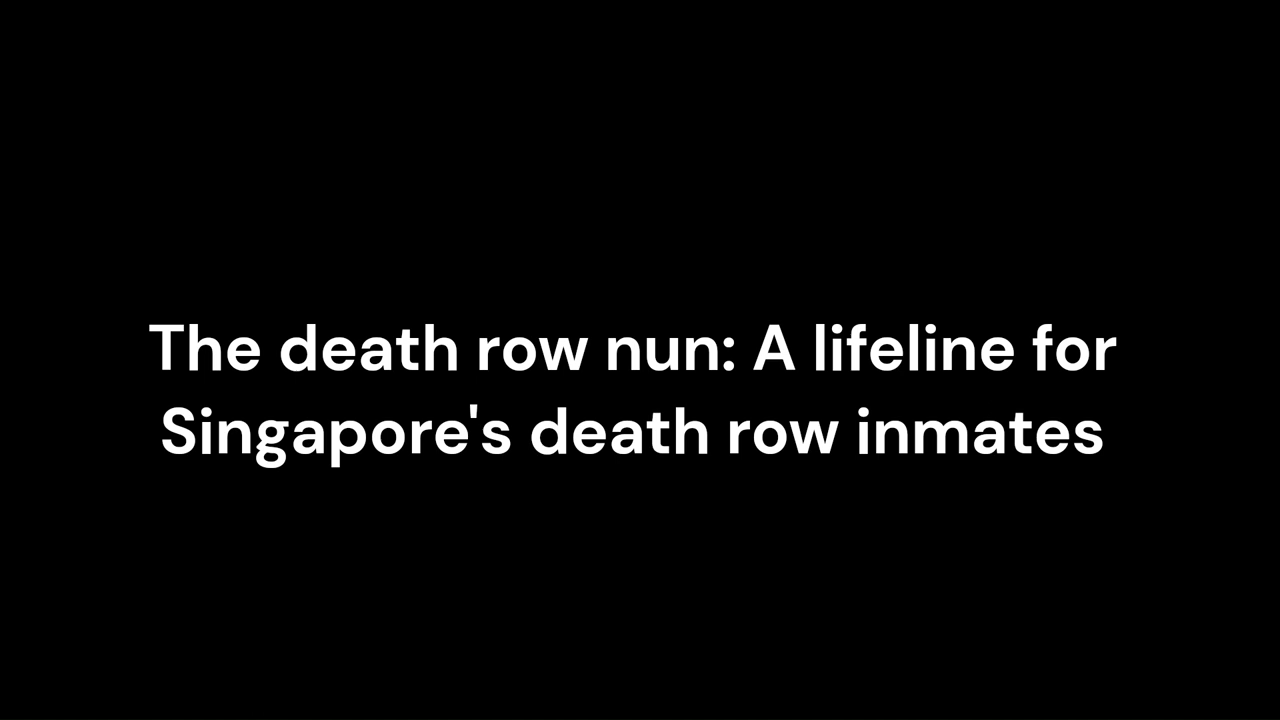 The death row nun: A lifeline for
Singapore's death row inmates